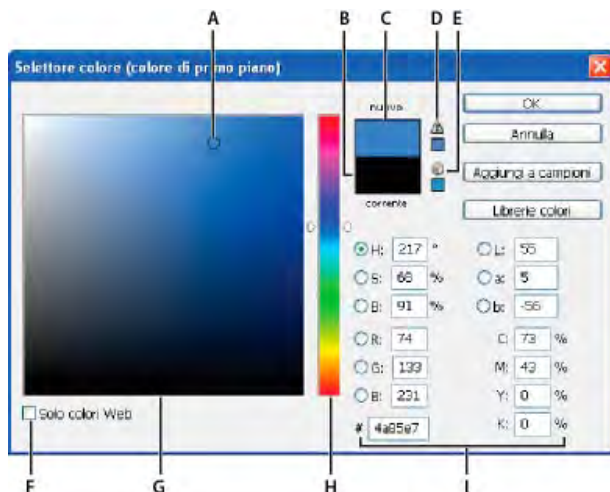 A B C D E
Selettore colore (colore di primo piano)
nuovo
OK
Annulla
corrente
Aggiungi a campioni
Librerie colori
H: 217 ° L: 55
S: 68 % a: 5
B: 91 % b: -56
R: 74 C: 73 %
G: 133 M: 43 %
B: 231 Y: 0 %
# 4a85e7 K: 0 %
Solo colori Web
F G H I